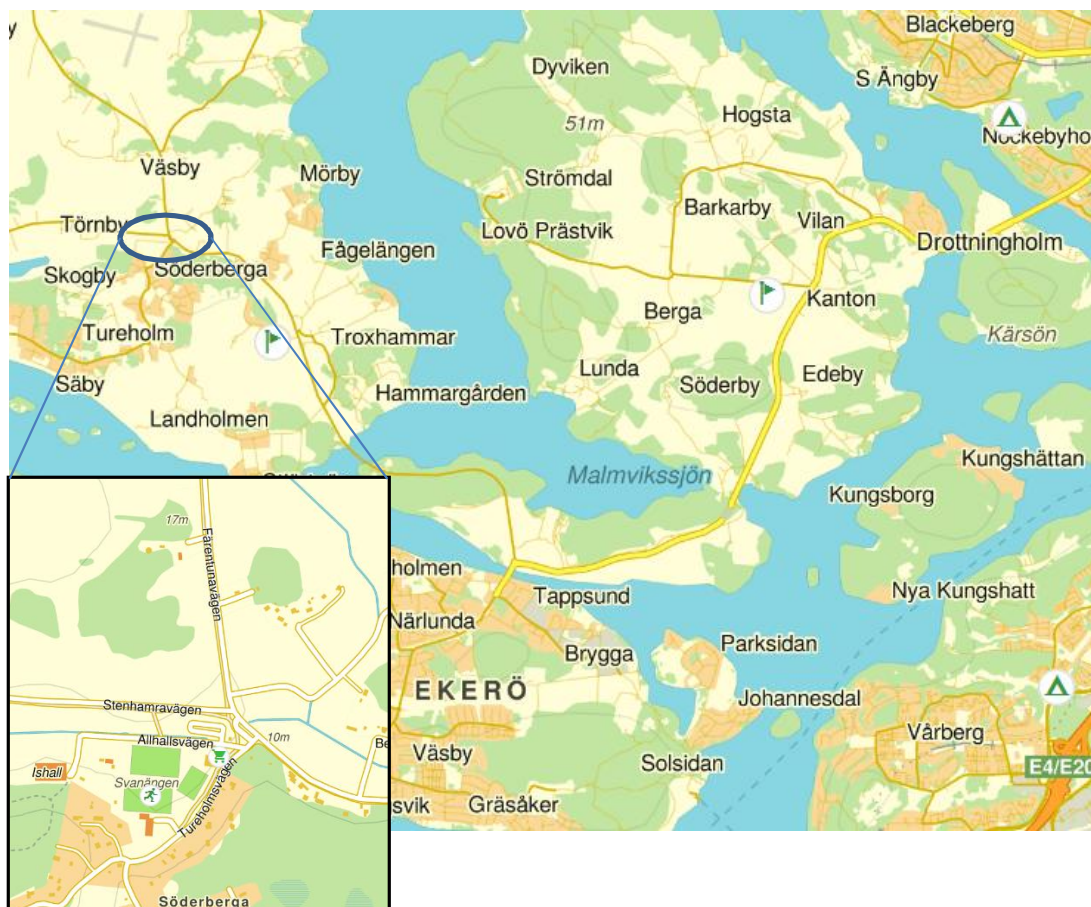 Blackeberg
Dyviken
S Ängby
Hogsta
51m
Väsby
Mörby
Strömdal
Törnby
Barkarby
Vilan
Lovö Prästvik
Drottningholm
Fågelängen
Skogby
Söderberga
Kanton
Berga
Tureholm
Troxhammar
Kärsön
Lunda
Edeby
Säby
Söderby
Hammargården
Landholmen
Kungshättan
Malmvikssjön
Kungsborg
17m
Färentunavägen
holmen
Nya Kungshatt
Tappsund
Närlunda
Parksidan
Brygga
EKERÖ
Johannesdal
Stenhamravägen
Vårberg
10m
Allhallsvägen
Be
Väsby
Solsidan
E4/E20
Ishall
Svanängen
Tureholmsvägen
svik
Gräsåker
Söderberga